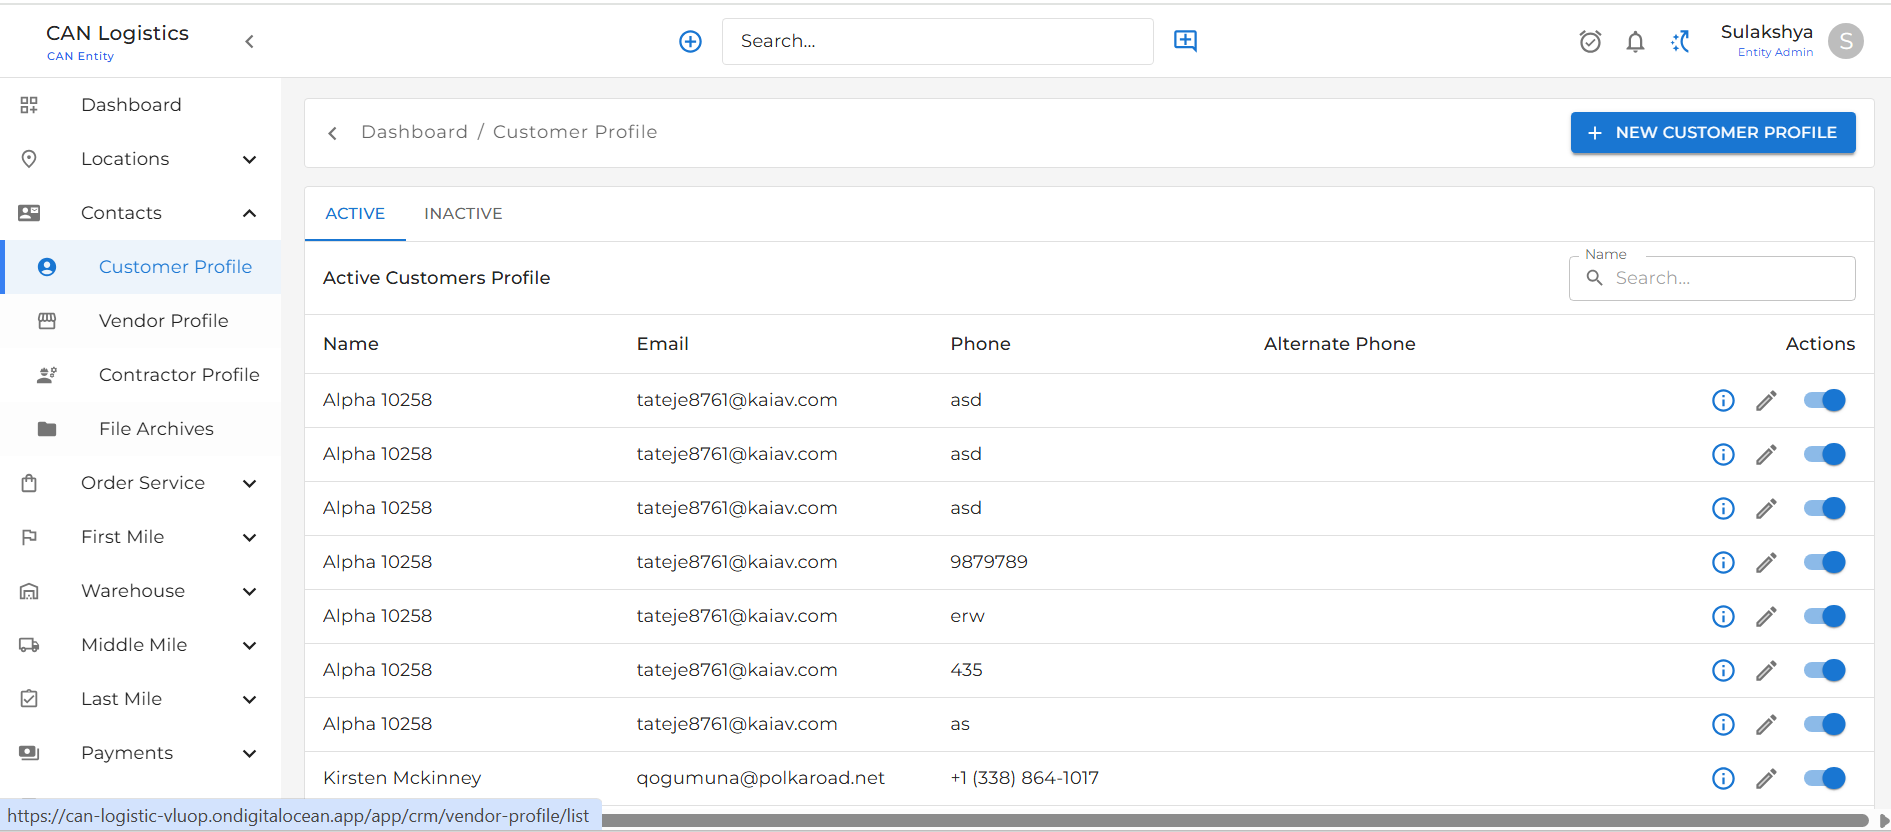 CAN Logistics
CAN Entity
Search...
Sulakshya
Entity Admin
S
Dashboard
Locations
Contacts
Customer Profile
Vendor Profile
Contractor Profile
File Archives
Order Service
First Mile
Warehouse
Middle Mile
Last Mile
Payments
Dashboard / Customer Profile
+ NEW CUSTOMER PROFILE
ACTIVE INACTIVE
Active Customers Profile
Name
Search...
Name Email Phone Alternate Phone Actions
Alpha 10258 tateje8761@kaiav.com asd
Alpha 10258 tateje8761@kaiav.com asd
Alpha 10258 tateje8761@kaiav.com asd
Alpha 10258 tateje8761@kaiav.com 9879789
Alpha 10258 tateje8761@kaiav.com erw
Alpha 10258 tateje8761@kaiav.com 435
Alpha 10258 tateje8761@kaiav.com as
Kirsten Mckinney qogumuna@polkaroad.net +1 (338) 864-1017
https://can-logistic-vluop.ondigitalocean.app/app/crm/vendor-profile/list